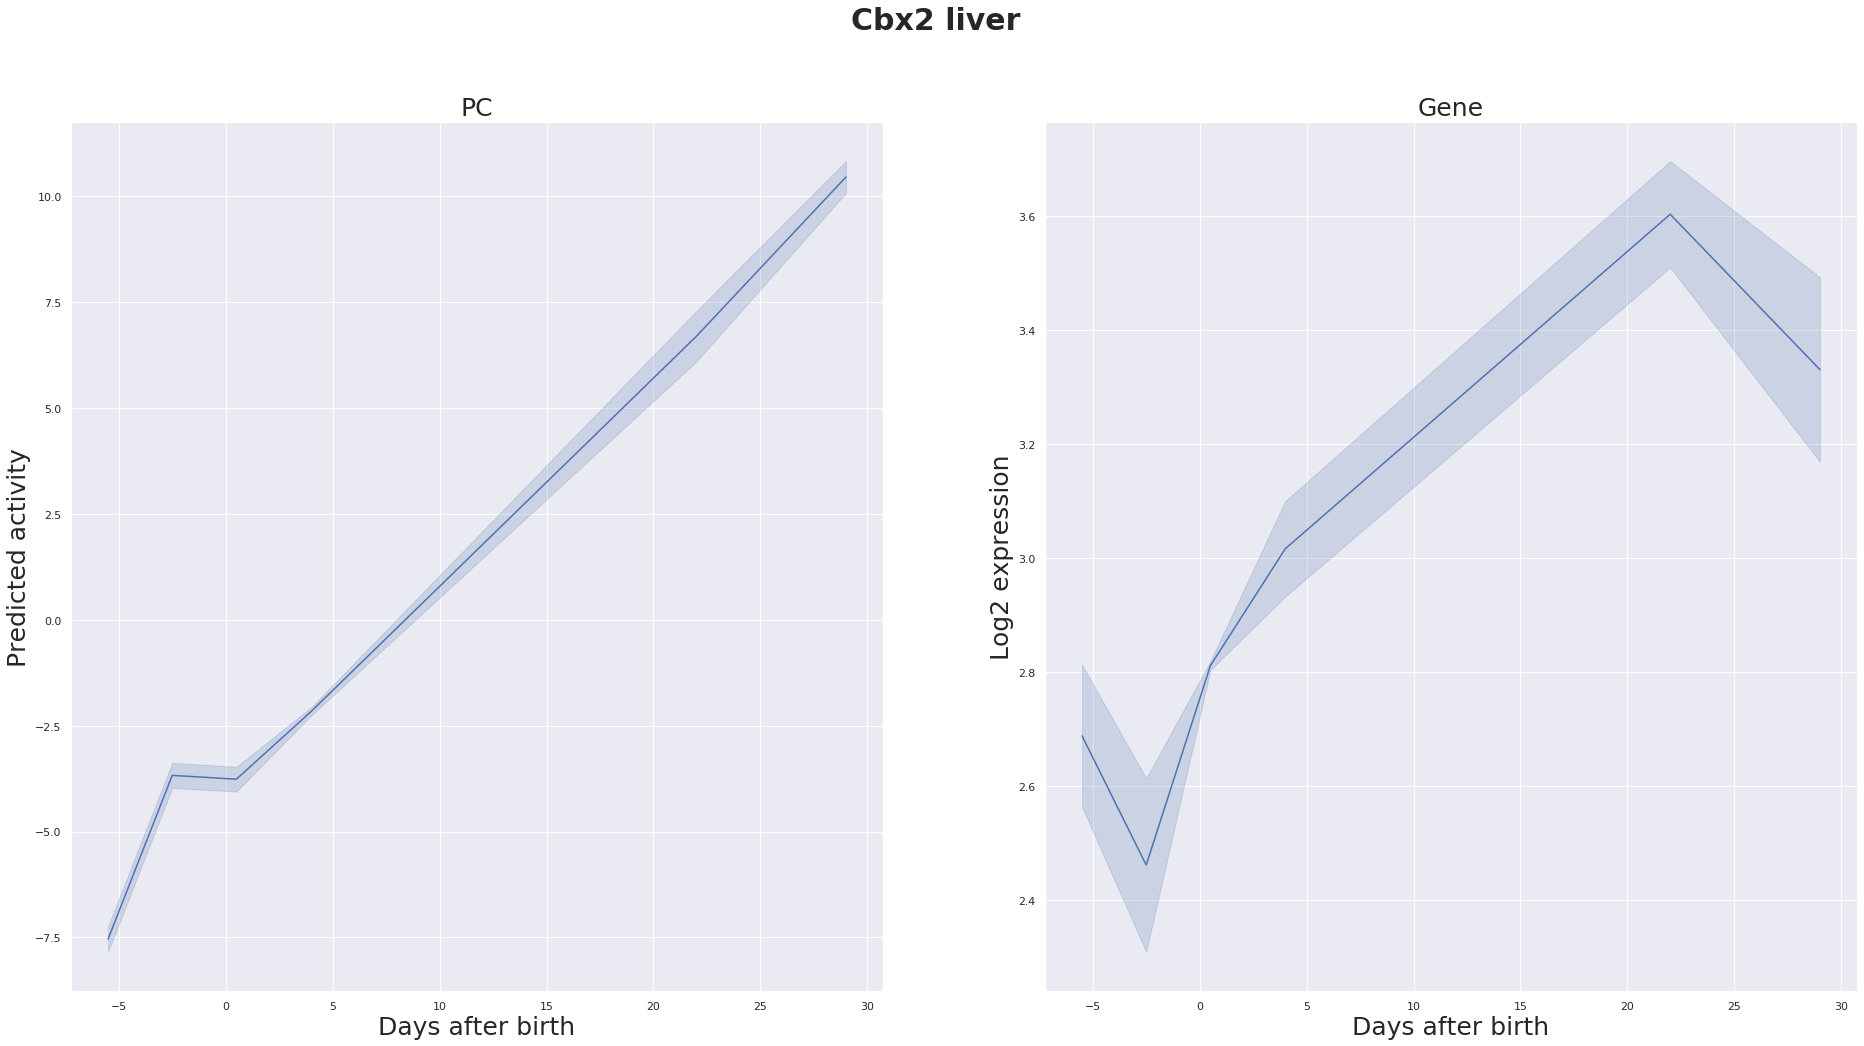 Cbx2 liver
PC
Predicted activity
10.0
7.5
5.0
2.5
0.0
−2.5
−5.0
−7.5
−5 0 5 10 15 20 25 30
Days after birth
Gene
Log2 expression
3.6
3.4
3.2
3.0
2.8
2.6
2.4
−5 0 5 10 15 20 25 30
Days after birth